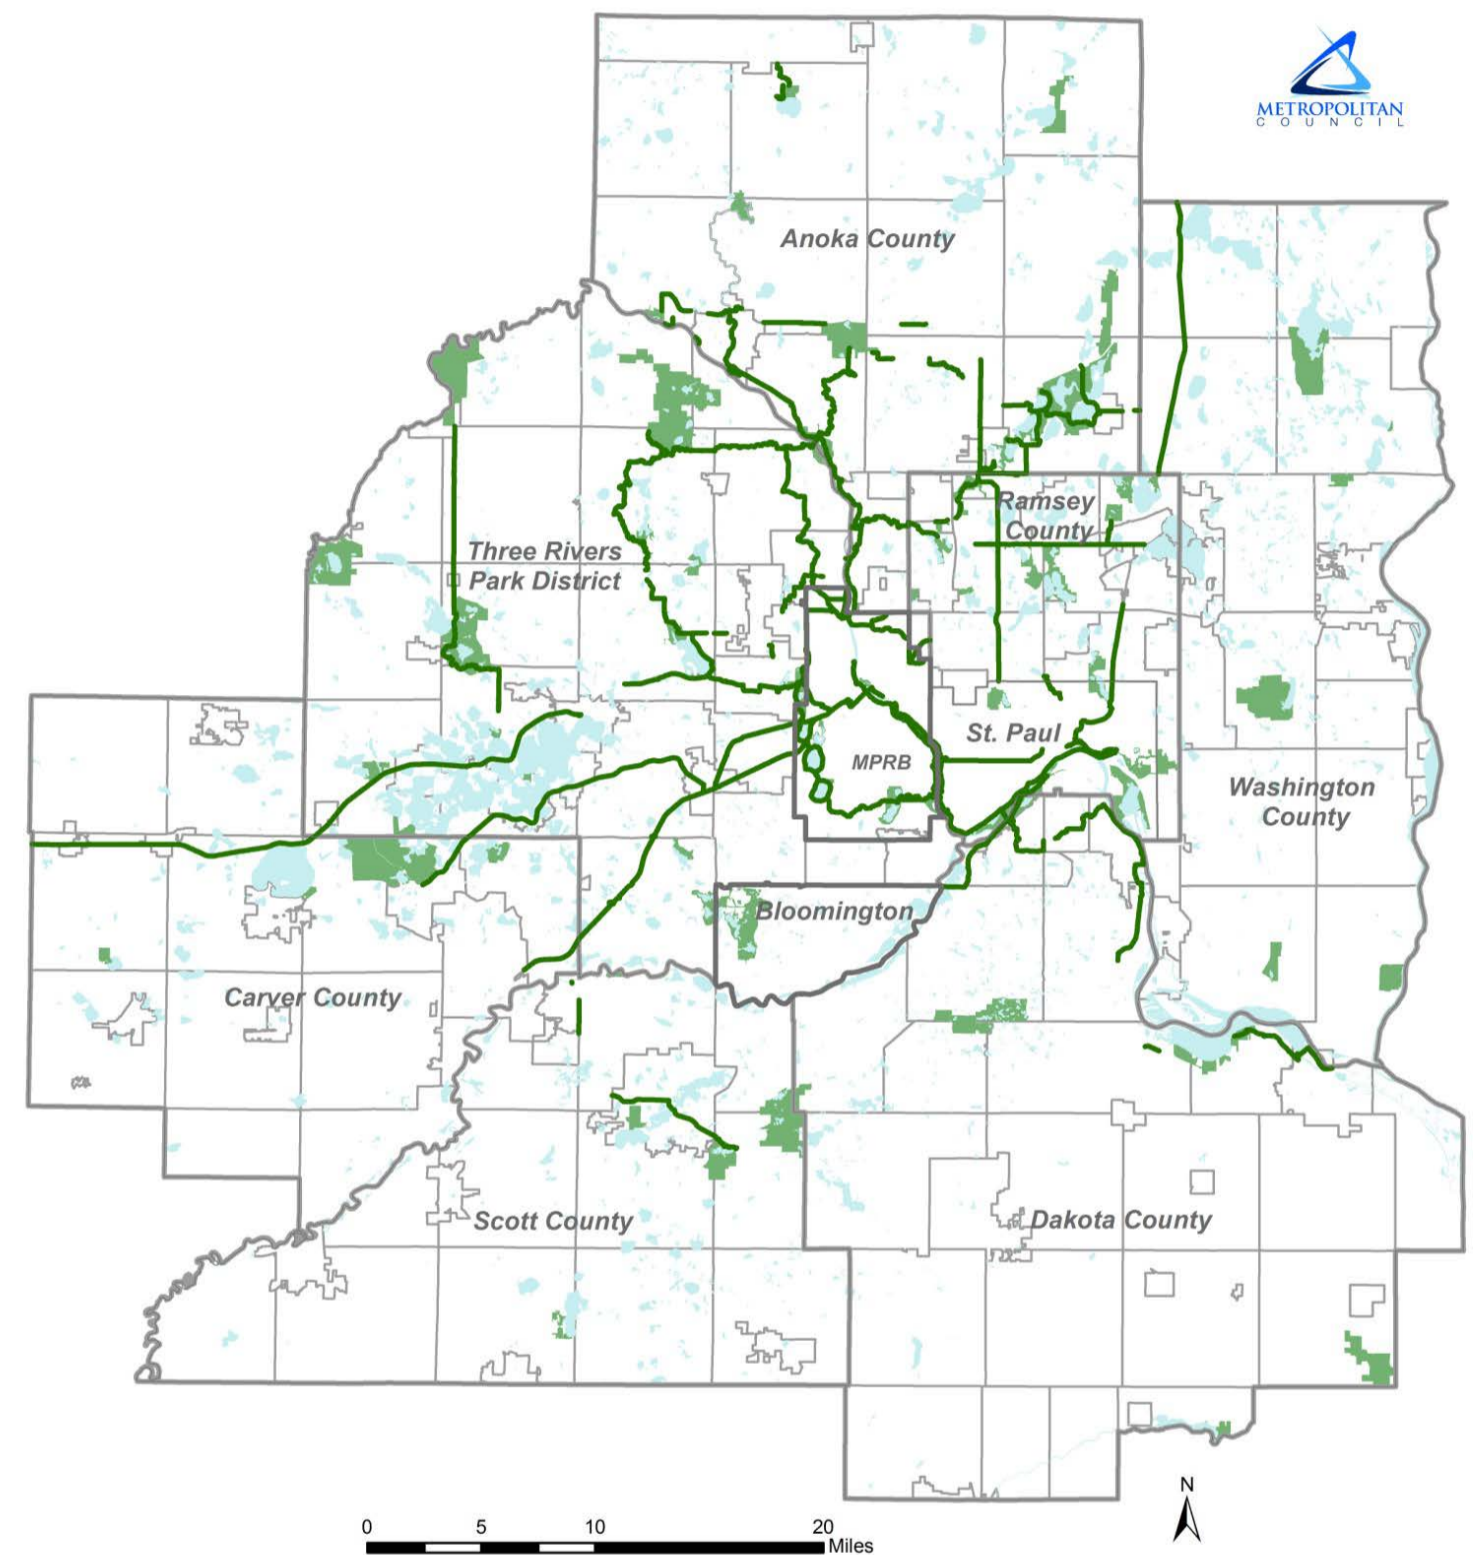 METROPOLITAN
COUNCIL
Anoka County
Ramsey
County
Three Rivers
Park District
St. Paul
MPRB
Washington
County
Bloomington
Carver County
Scott County
Dakota County
N
0 5 10 20
Miles